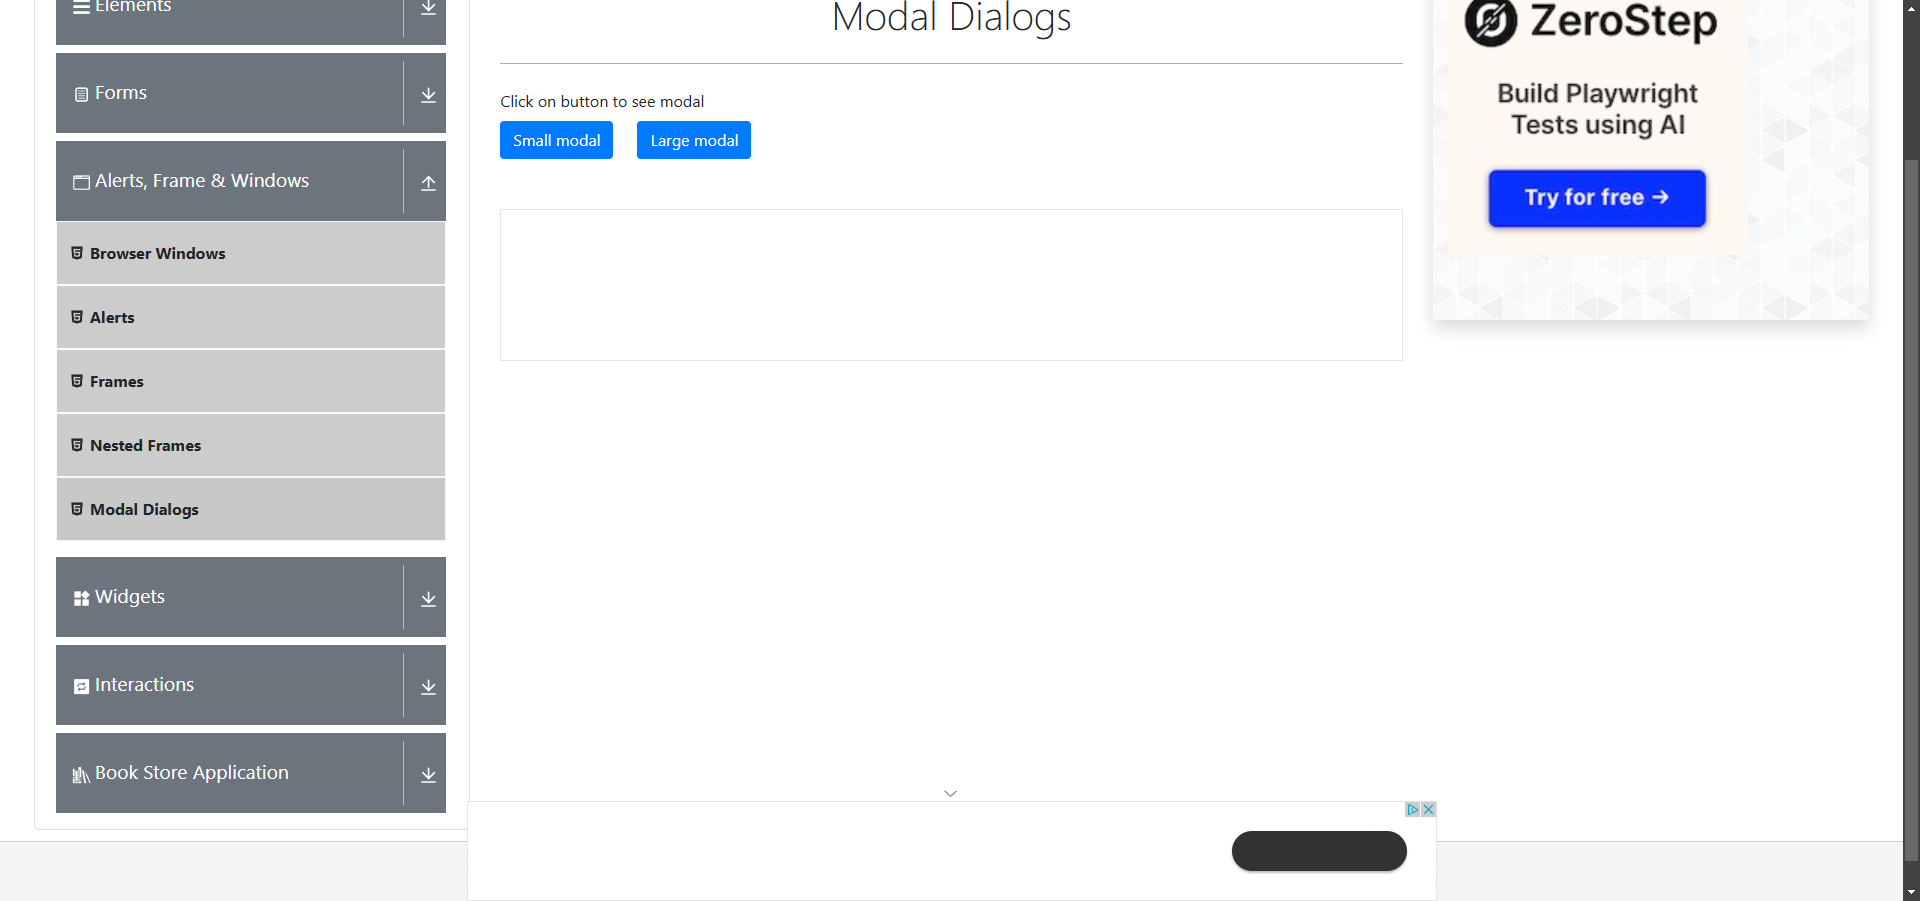 Elements
Forms
Alerts, Frame & Windows
Browser Windows
Alerts
Frames
Nested Frames
Modal Dialogs
Widgets
Interactions
Book Store Application
Modal Dialogs
Click on button to see modal
Small modal
Large modal
ZeroStep
Build Playwright
Tests using AI
Try for free →